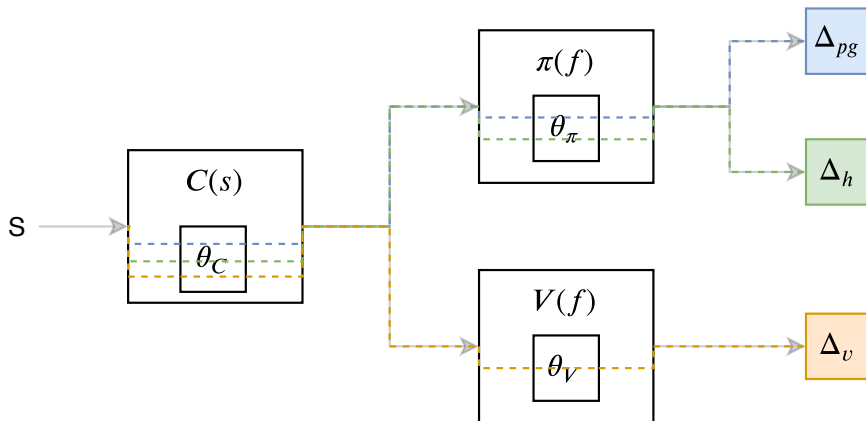 S
C(s)
θ_C
π(f)
θ_π
V(f)
θ_V
Δ_pg
Δ_h
Δ_v